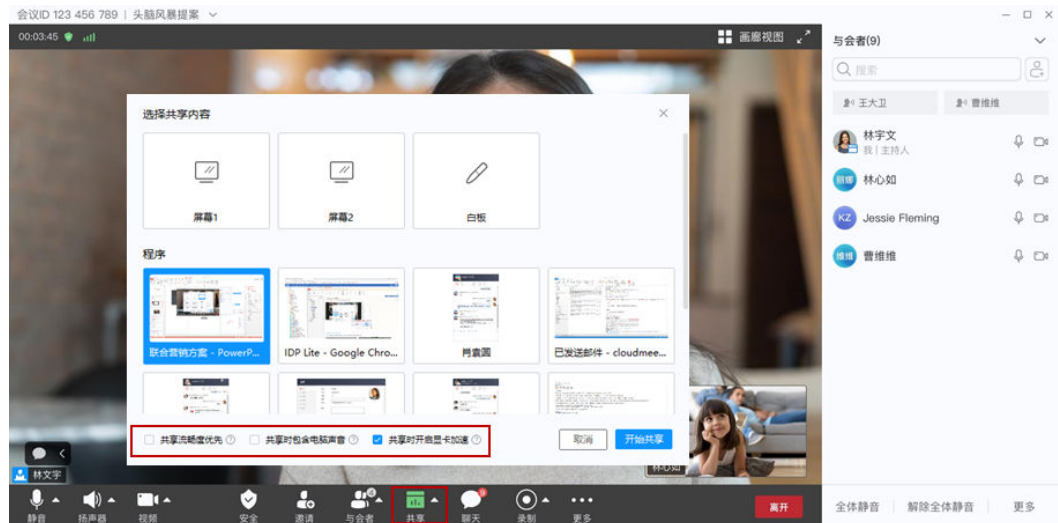 会议ID 123 456 789 | 头脑风暴提案
00:03:45
画廊视图
与会者(9)
搜索
王大卫
曹维维
林宇文
我 | 主持人
丽娜
林心如
KZ
Jessie Fleming
维维
曹维维
选择共享内容
屏幕1
屏幕2
白板
程序
联合营销方案 - PowerP...
IDP Lite - Google Chro...
肖袁圆
已发送邮件 - cloudmee...
共享流畅度优先
共享时包含电脑声音
共享时开启显卡加速
取消
开始共享
林文宇
林心如
静音
扬声器
视频
安全
邀请
与会者
共享
聊天
录制
更多
离开
全体静音
解除全体静音
更多